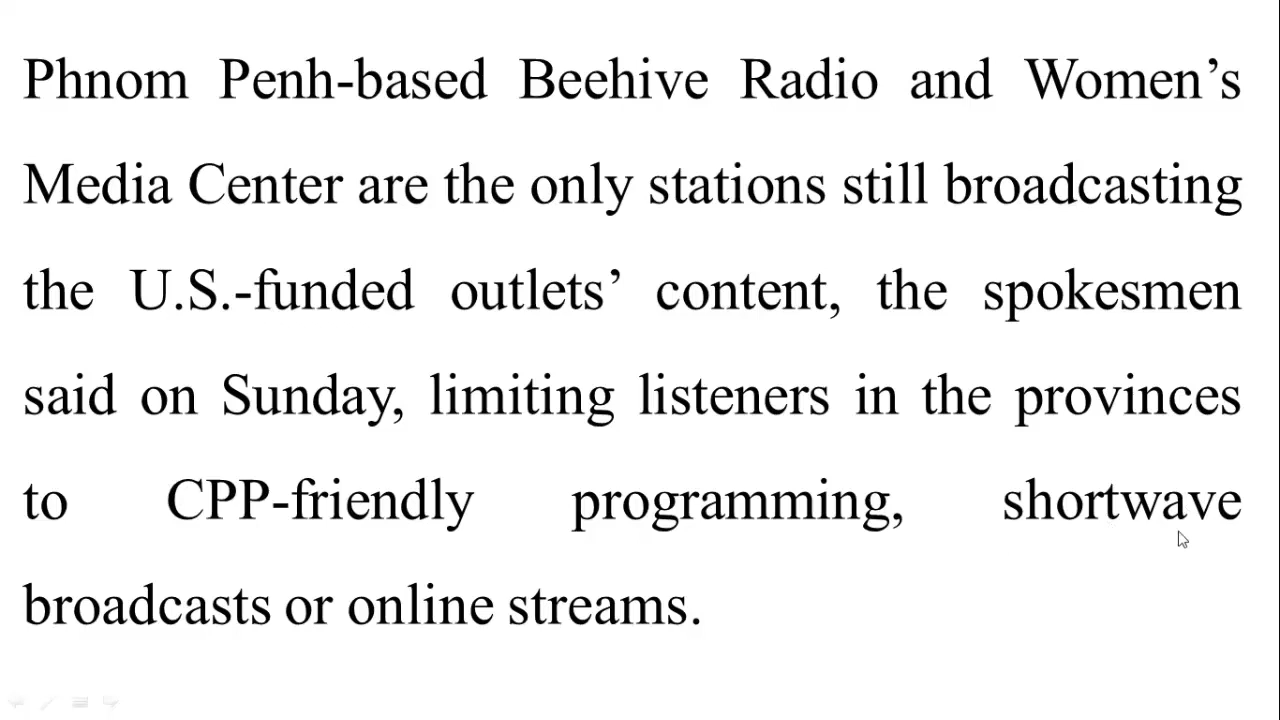 Phnom Penh-based Beehive Radio and Women’s
Media Center are the only stations still broadcasting
the U.S.-funded outlets’ content, the spokesmen
said on Sunday, limiting listeners in the provinces
to CPP-friendly programming, shortwave
broadcasts or online streams.